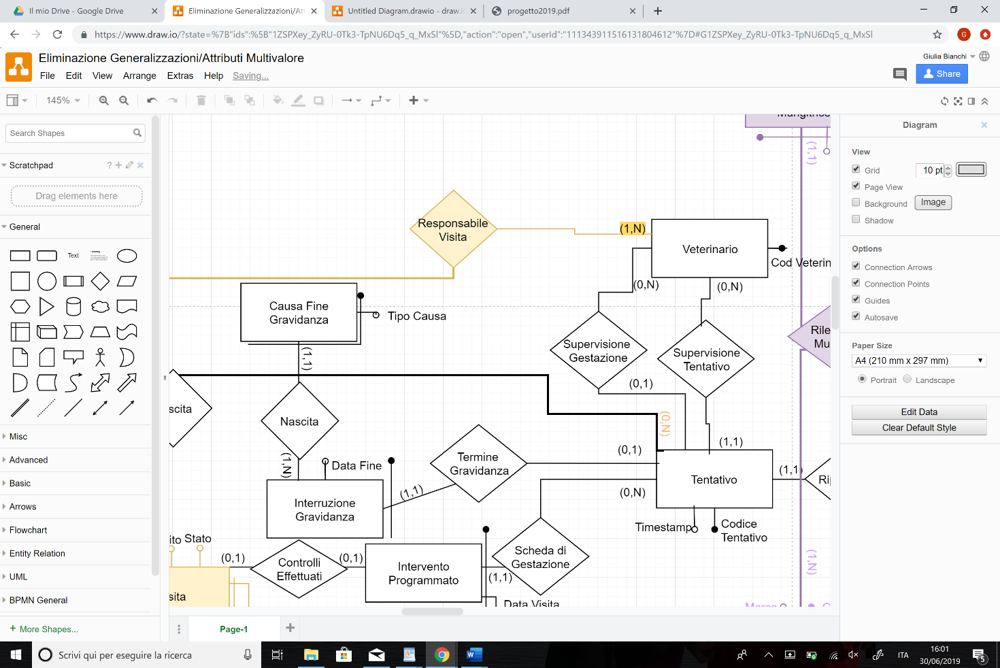 Il mio Drive - Google Drive
Eliminazione Generalizzazioni/At
Untitled Diagram.drawio - draw.i
progetto2019.pdf
https://www.draw.io/?state=%7B"ids":%5B"1ZSPXey_ZyRU-0Tk3-TpNU6Dq5_q_MxSl"%5D,"action":"open","userId":"111343911516131804612"%7D#G1ZSPXey_ZyRU-0Tk3-TpNU6Dq5_q_MxSl
G
Eliminazione Generalizzazioni/Attributi Multivalore
Giulia Bianchi
File Edit View Arrange Extras Help Saving...
Share
145%
Search Shapes
Scratchpad
?
Drag elements here
General
Text
Misc
Advanced
Basic
Arrows
Flowchart
Entity Relation
UML
BPMN General
+ More Shapes...
(1,1)
Responsabile
Visita
(1,N)
Veterinario
Cod Veterin
(0,N)
(0,N)
Causa Fine
Gravidanza
Tipo Causa
(1,1)
Supervisione
Gestazione
Supervisione
Tentativo
Rile
Mu
(0,1)
scita
Nascita
(0,N)
(1,1)
(1,N)
Data Fine
Termine
Gravidanza
(0,1)
(1,1)
Tentativo
(1,1)
Ri
(0,N)
Interruzione
Gravidanza
Timestamp
Codice
Tentativo
ito Stato
(0,1)
Controlli
Effettuati
(0,1)
Intervento
Programmato
Scheda di
Gestazione
(1,1)
(1,N)
sita
Data Visita
Marca
Page-1
Diagram
View
Grid
10 pt
Page View
Background
Image
Shadow
Options
Connection Arrows
Connection Points
Guides
Autosave
Paper Size
A4 (210 mm x 297 mm)
Portrait Landscape
Edit Data
Clear Default Style
Scrivi qui per eseguire la ricerca
ITA
16:01
30/06/2019
5